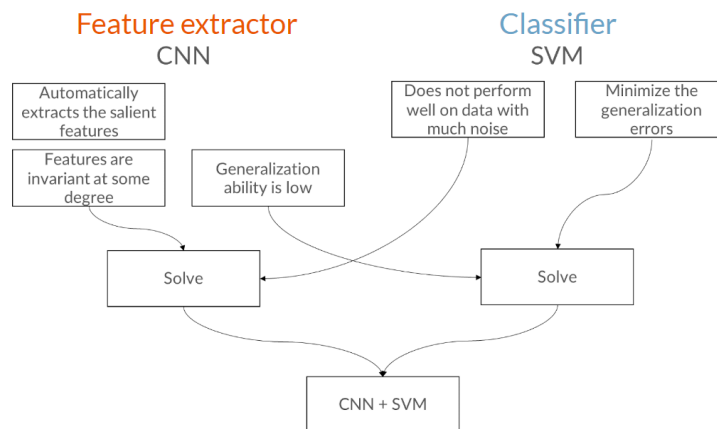 Feature extractor
CNN
Classifier
SVM
Automatically
extracts the salient
features
Does not perform
well on data with
much noise
Minimize the
generalization
errors
Features are
invariant at some
degree
Generalization
ability is low
Solve
Solve
CNN + SVM